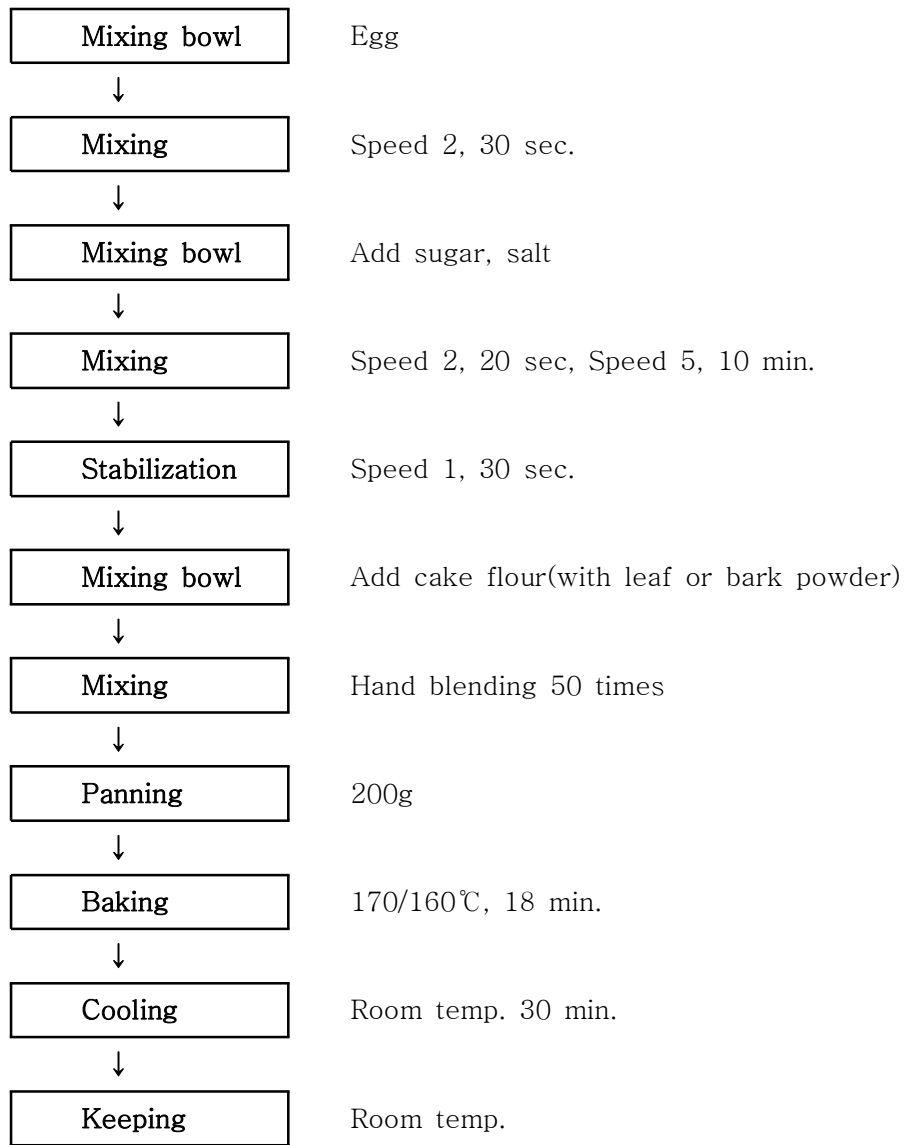 Mixing bowl Egg
↓
Mixing Speed 2, 30 sec.
↓
Mixing bowl Add sugar, salt
↓
Mixing Speed 2, 20 sec, Speed 5, 10 min.
↓
Stabilization Speed 1, 30 sec.
↓
Mixing bowl Add cake flour(with leaf or bark powder)
↓
Mixing Hand blending 50 times
↓
Panning 200g
↓
Baking 170/160℃, 18 min.
↓
Cooling Room temp. 30 min.
↓
Keeping Room temp.